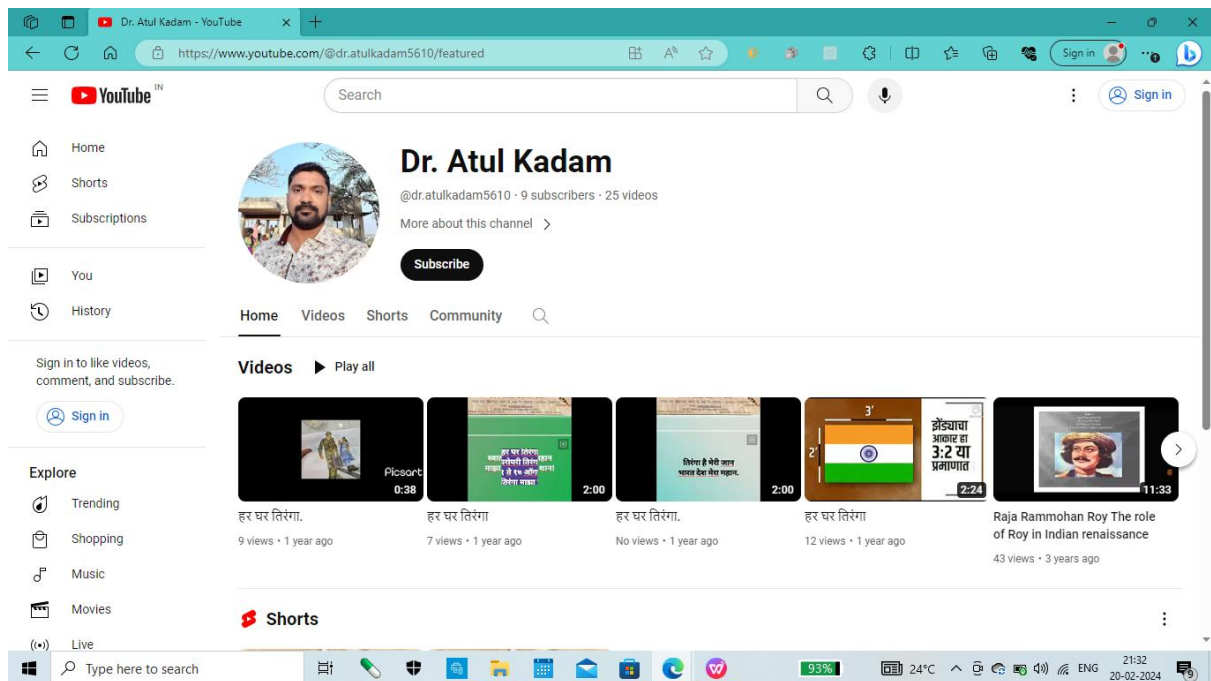 Dr. Atul Kadam - YouTube
https://www.youtube.com/@dr.atulkadam5610/featured
Sign in
YouTube IN
Search
Sign in
Home
Shorts
Subscriptions
You
History
Sign in to like videos,
comment, and subscribe.
Sign in
Explore
Trending
Shopping
Music
Movies
Live
Dr. Atul Kadam
@dr.atulkadam5610 · 9 subscribers · 25 videos
More about this channel
Subscribe
Home Videos Shorts Community
Videos Play all
Picsart
0:38
हर घर तिरंगा.
9 views • 1 year ago
हर घर तिरंगा
तिरंगा माझा
2:00
हर घर तिरंगा
7 views • 1 year ago
तिरंगा है मेरी जान
भारत देश मेरा महान.
2:00
हर घर तिरंगा.
No views • 1 year ago
3'
2'
झेंड्याचा
आकार हा
3:2 या
प्रमाणात
2:24
हर घर तिरंगा
12 views • 1 year ago
11:33
Raja Rammohan Roy The role
of Roy in Indian renaissance
43 views • 3 years ago
Shorts
Type here to search
93%
24°C
ENG
21:32
20-02-2024
9